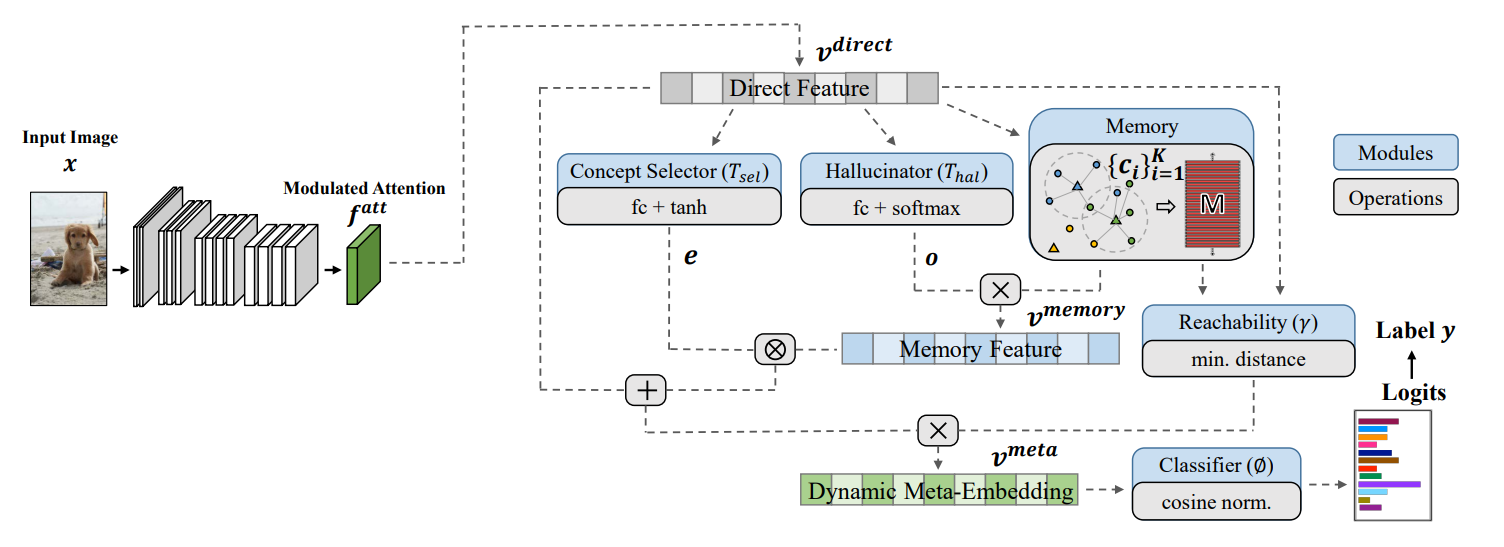 Input Image
x
Modulated Attention
f^att
v^direct
Direct Feature
Concept Selector (T_sel)
fc + tanh
Hallucinator (T_hal)
fc + softmax
Memory
{c_i}_{i=1}^K
⇨
M
Modules
Operations
e
o
×
v^memory
Memory Feature
⊗
+
Reachability (γ)
min. distance
Label y
Logits
×
v^meta
Dynamic Meta-Embedding
Classifier (∅)
cosine norm.